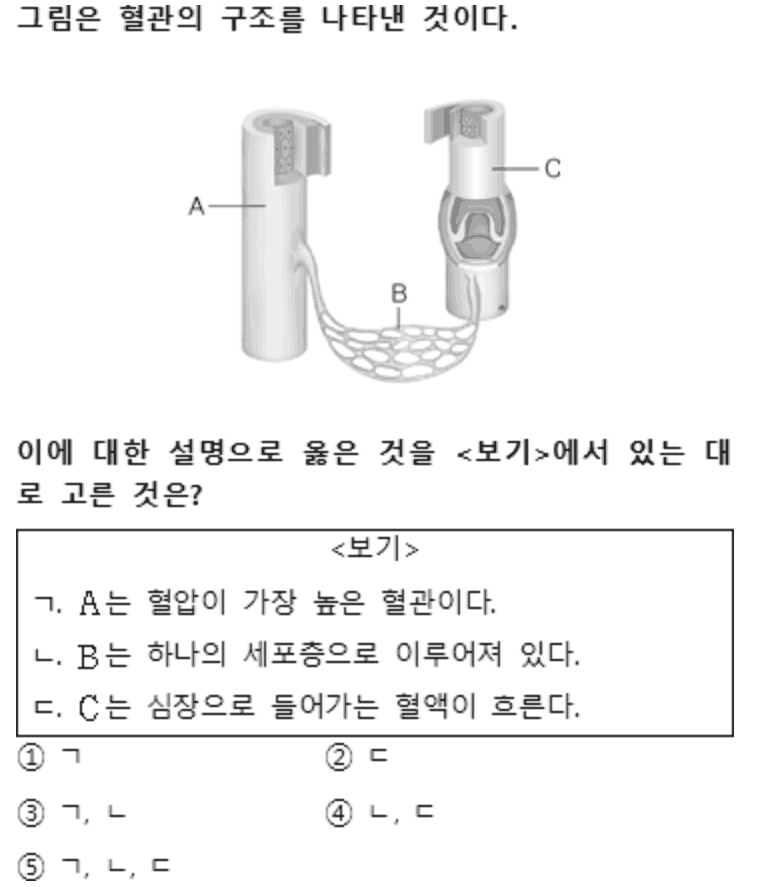 그림은 혈관의 구조를 나타낸 것이다.
A
C
B
이에 대한 설명으로 옳은 것을 <보기>에서 있는 대
로 고른 것은?
<보기>
ㄱ. A는 혈압이 가장 높은 혈관이다.
ㄴ. B는 하나의 세포층으로 이루어져 있다.
ㄷ. C는 심장으로 들어가는 혈액이 흐른다.
① ㄱ ② ㄷ
③ ㄱ, ㄴ ④ ㄴ, ㄷ
⑤ ㄱ, ㄴ, ㄷ